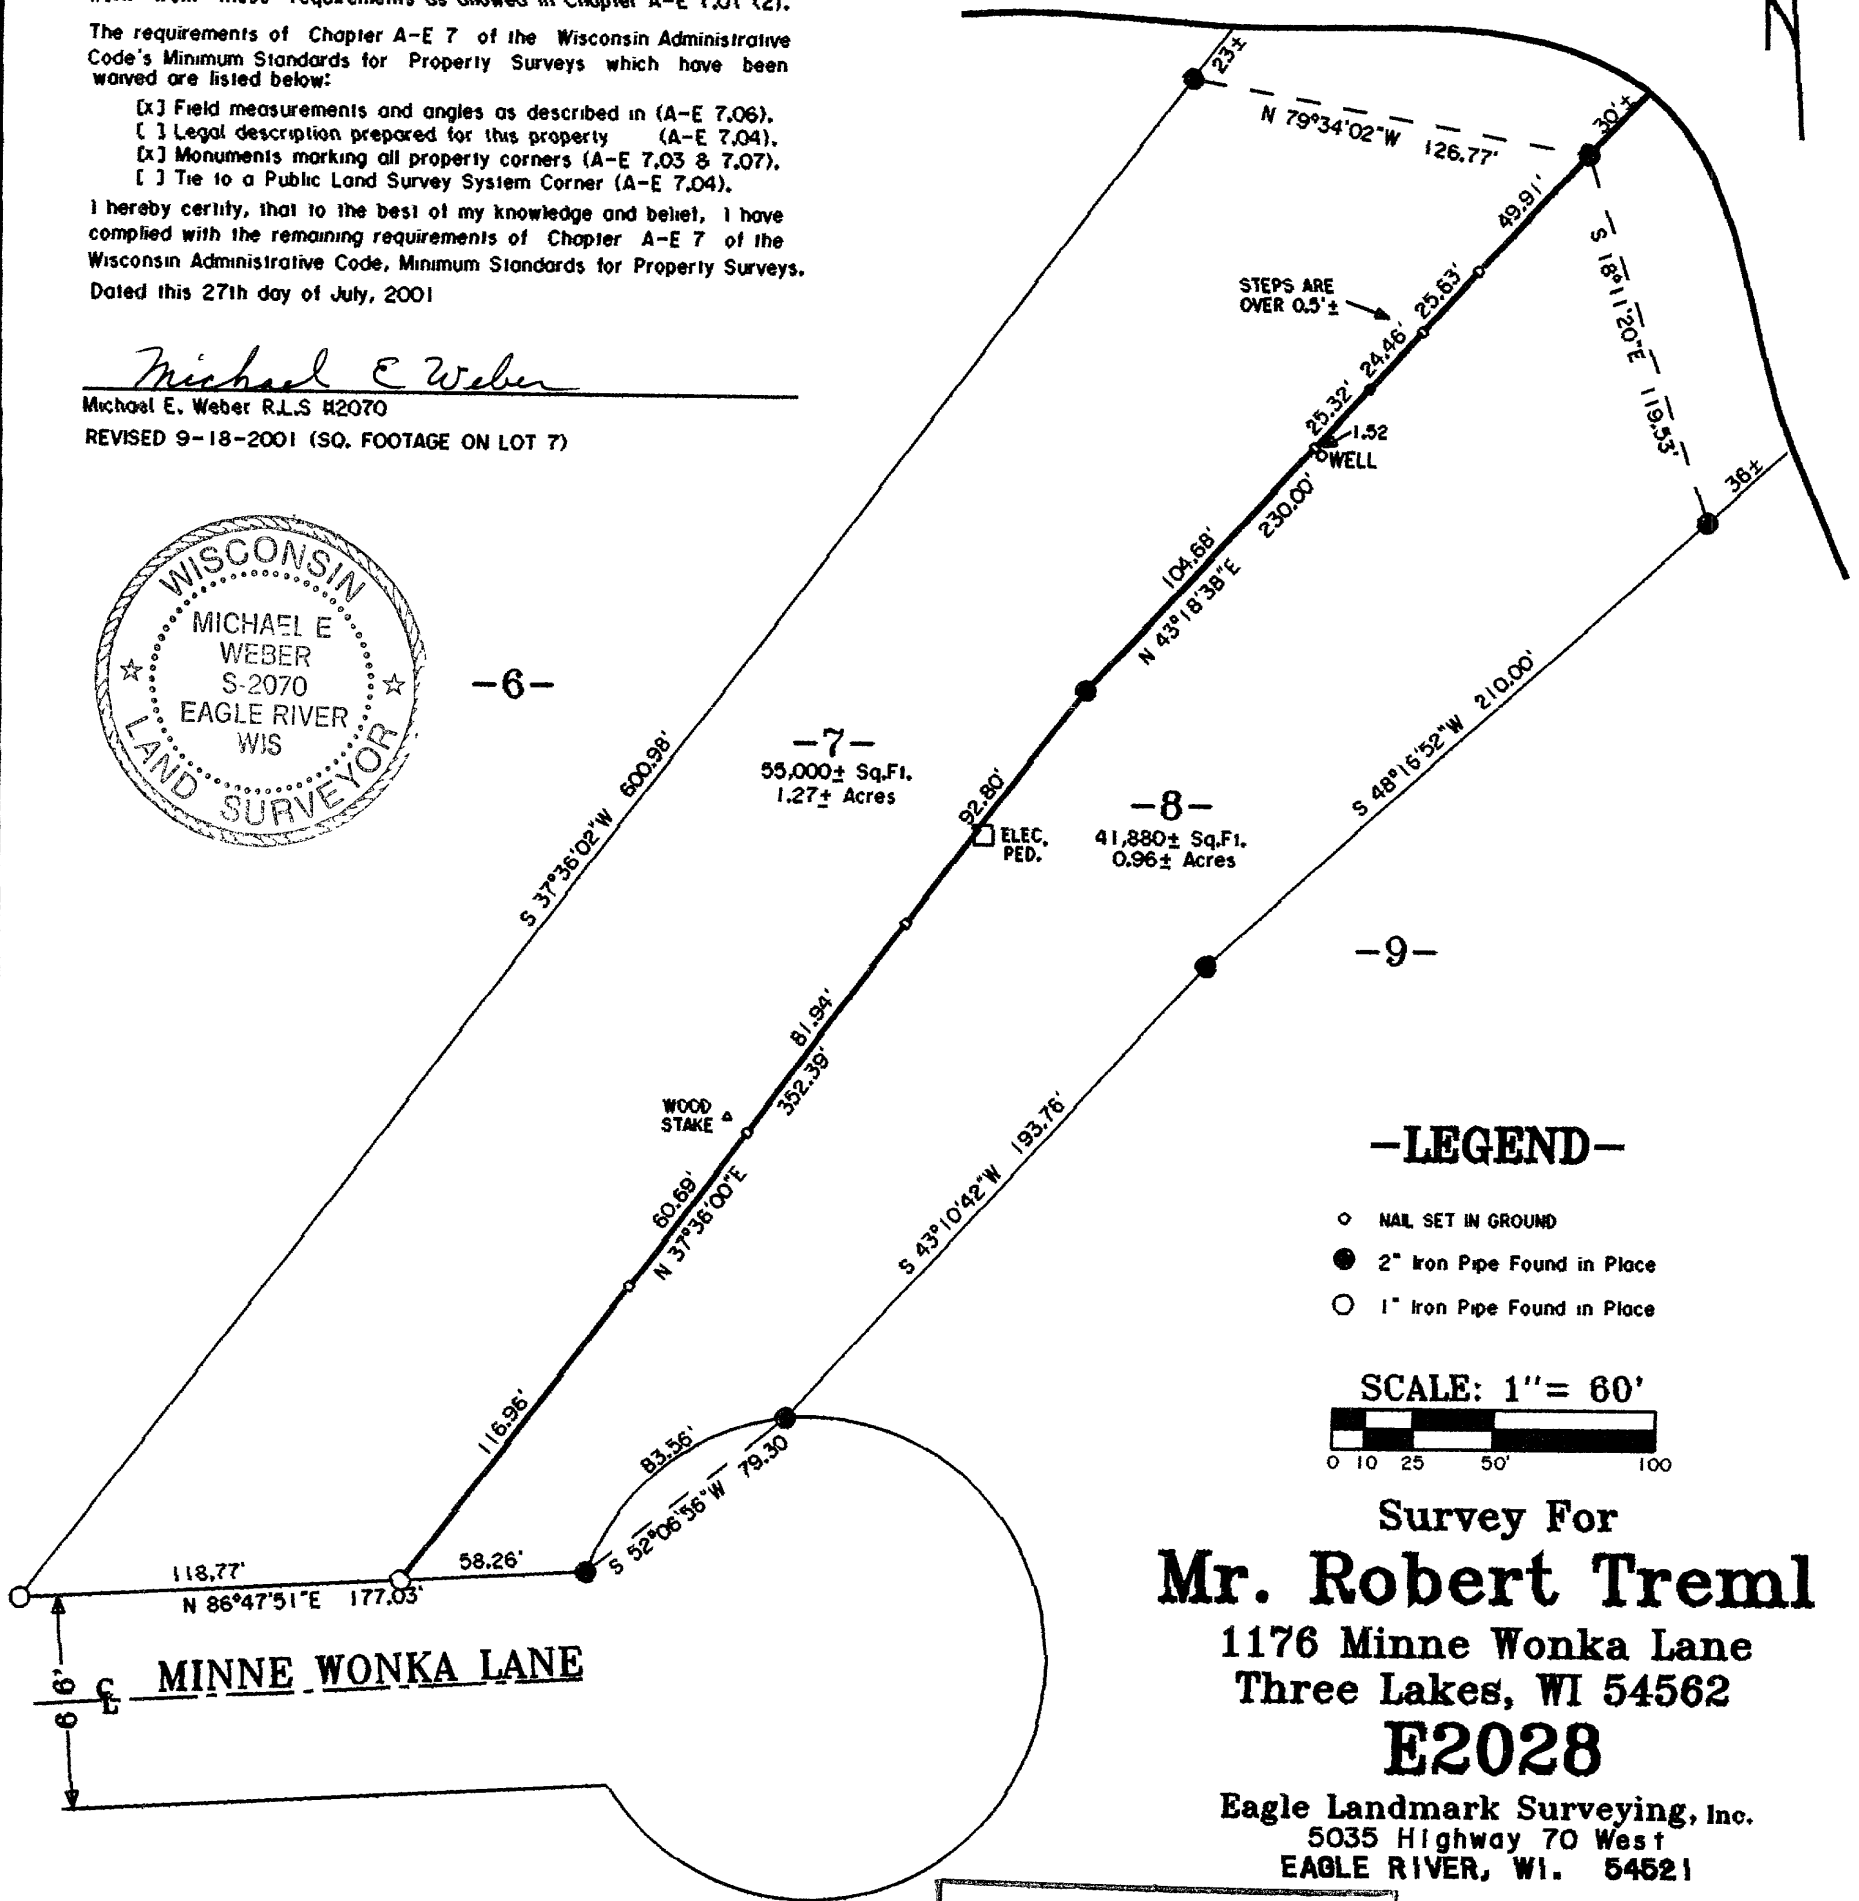 The requirements of Chapter A-E 7 of the Wisconsin Administrative
Code's Minimum Standards for Property Surveys which have been
waived are listed below:
[x] Field measurements and angles as described in (A-E 7.06).
[ ] Legal description prepared for this property (A-E 7.04).
[x] Monuments marking all property corners (A-E 7.03 & 7.07).
[ ] Tie to a Public Land Survey System Corner (A-E 7.04).
I hereby certify, that to the best of my knowledge and belief, I have
complied with the remaining requirements of Chapter A-E 7 of the
Wisconsin Administrative Code, Minimum Standards for Property Surveys.
Dated this 27th day of July, 2001
Michael E Weber
Michael E. Weber R.L.S #2070
REVISED 9-18-2001 (SQ. FOOTAGE ON LOT 7)
WISCONSIN
MICHAEL E
WEBER
S-2070
EAGLE RIVER
WIS
LAND SURVEYOR
N
23±
N 79°34'02"W 126.77'
30'±
49.91'
S 18°11'20"E 119.53'
STEPS ARE
OVER 0.5'±
25.63'
24.46'
25.32'
1.52
WELL
36±
104.68'
230.00'
N 43°18'38"E
-6-
-7-
55,000± Sq.Ft.
1.27± Acres
S 37°36'02"W 600.98'
92.80'
ELEC.
PED.
-8-
41,880± Sq.Ft.
0.96± Acres
S 48°16'52"W 210.00'
-9-
81.94'
352.39'
WOOD
STAKE
60.69'
N 37°36'00"E
S 43°10'42"W 193.76'
116.96'
83.56'
S 52°06'56"W 79.30
118.77'
58.26'
N 86°47'51"E 177.03'
66'
CL
MINNE WONKA LANE
-LEGEND-
NAIL SET IN GROUND
2" Iron Pipe Found in Place
1" Iron Pipe Found in Place
SCALE: 1"= 60'
0 10 25 50' 100
Survey For
Mr. Robert Treml
1176 Minne Wonka Lane
Three Lakes, WI 54562
E2028
Eagle Landmark Surveying, Inc.
5035 Highway 70 West
EAGLE RIVER, WI. 54521